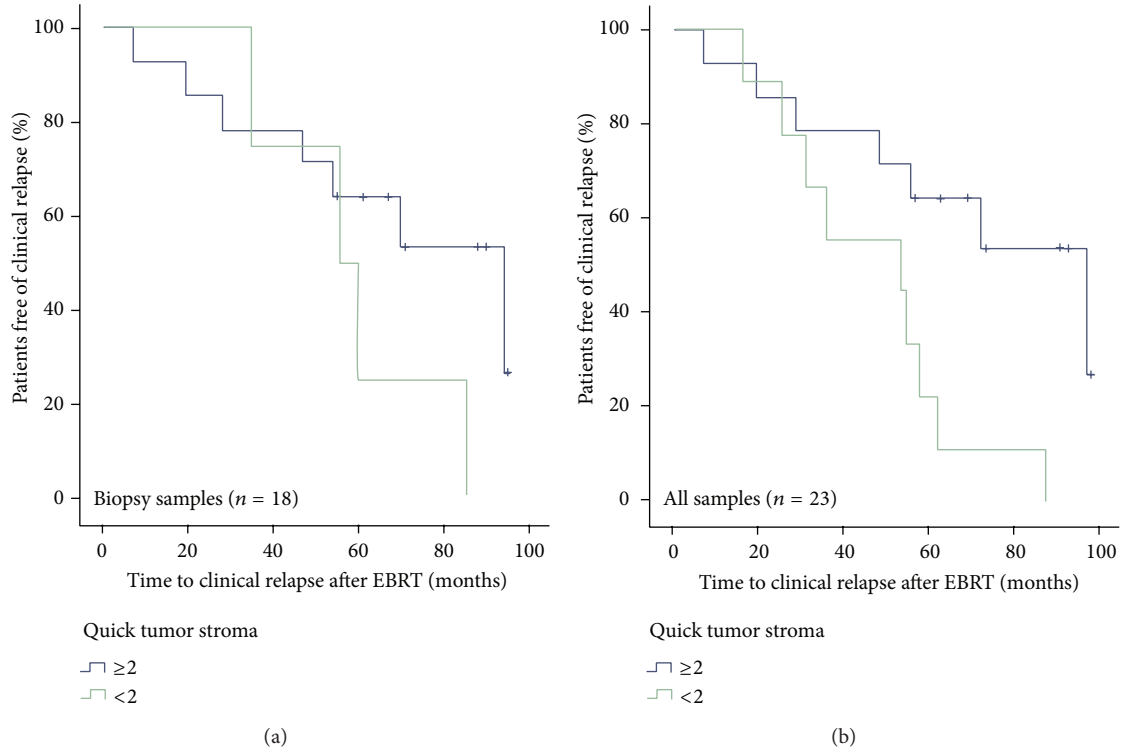 Patients free of clinical relapse (%)
100
80
60
40
20
0
Biopsy samples (n = 18)
0 20 40 60 80 100
Time to clinical relapse after EBRT (months)
Quick tumor stroma
≥2
<2
(a)
Patients free of clinical relapse (%)
100
80
60
40
20
0
All samples (n = 23)
0 20 40 60 80 100
Time to clinical relapse after EBRT (months)
Quick tumor stroma
≥2
<2
(b)